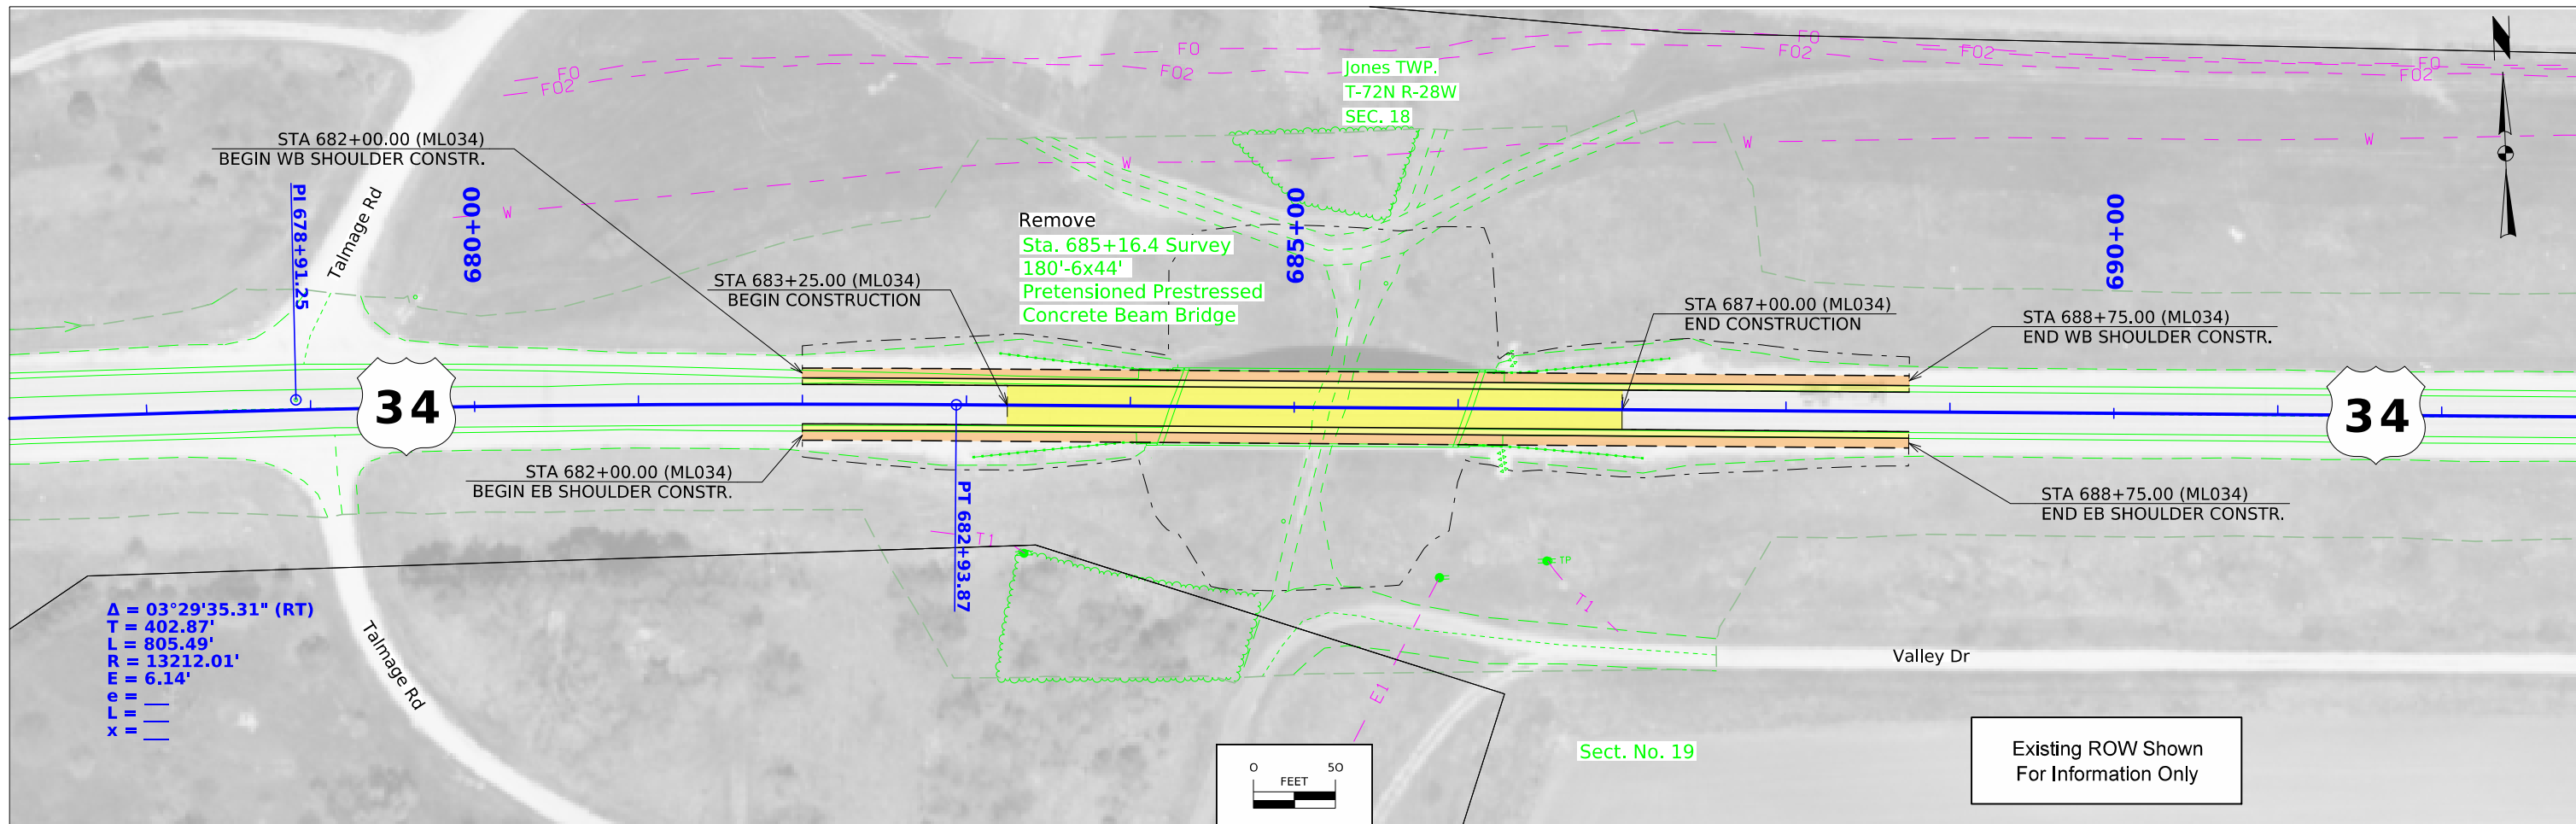 FO
FO2
FO
FO2
FO
FO2
FO2
FO
FO2
Jones TWP.
T-72N R-28W
SEC. 18
STA 682+00.00 (ML034)
BEGIN WB SHOULDER CONSTR.
W
W
W
W
PI 678+91.25
Talmage Rd
680+00
685+00
690+00
Remove
Sta. 685+16.4 Survey
180'-6x44'
Pretensioned Prestressed
Concrete Beam Bridge
STA 683+25.00 (ML034)
BEGIN CONSTRUCTION
STA 687+00.00 (ML034)
END CONSTRUCTION
STA 688+75.00 (ML034)
END WB SHOULDER CONSTR.
34
34
STA 682+00.00 (ML034)
BEGIN EB SHOULDER CONSTR.
PT 682+93.87
STA 688+75.00 (ML034)
END EB SHOULDER CONSTR.
T1
TP
T1
E1
Δ = 03°29'35.31" (RT)
T = 402.87'
L = 805.49'
R = 13212.01'
E = 6.14'
e = ___
L = ___
x = ___
Talmage Rd
Valley Dr
Sect. No. 19
0 50
FEET
Existing ROW Shown
For Information Only
N